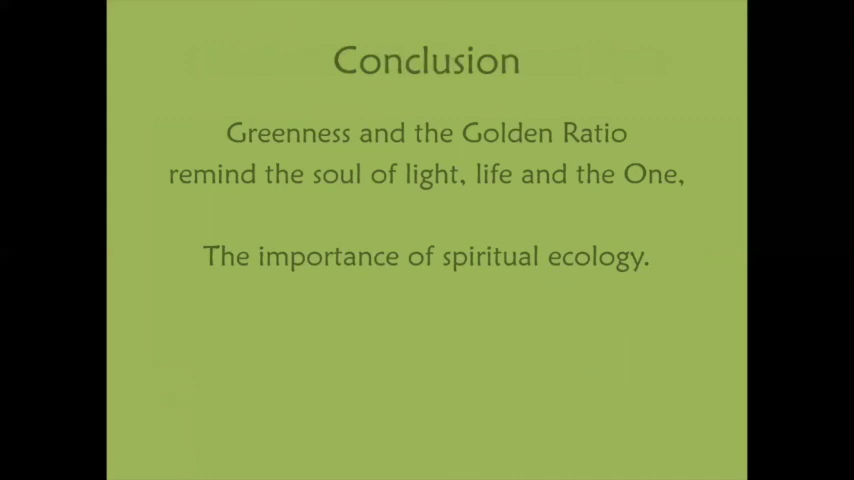 Conclusion
Greenness and the Golden Ratio
remind the soul of light, life and the One,
The importance of spiritual ecology.